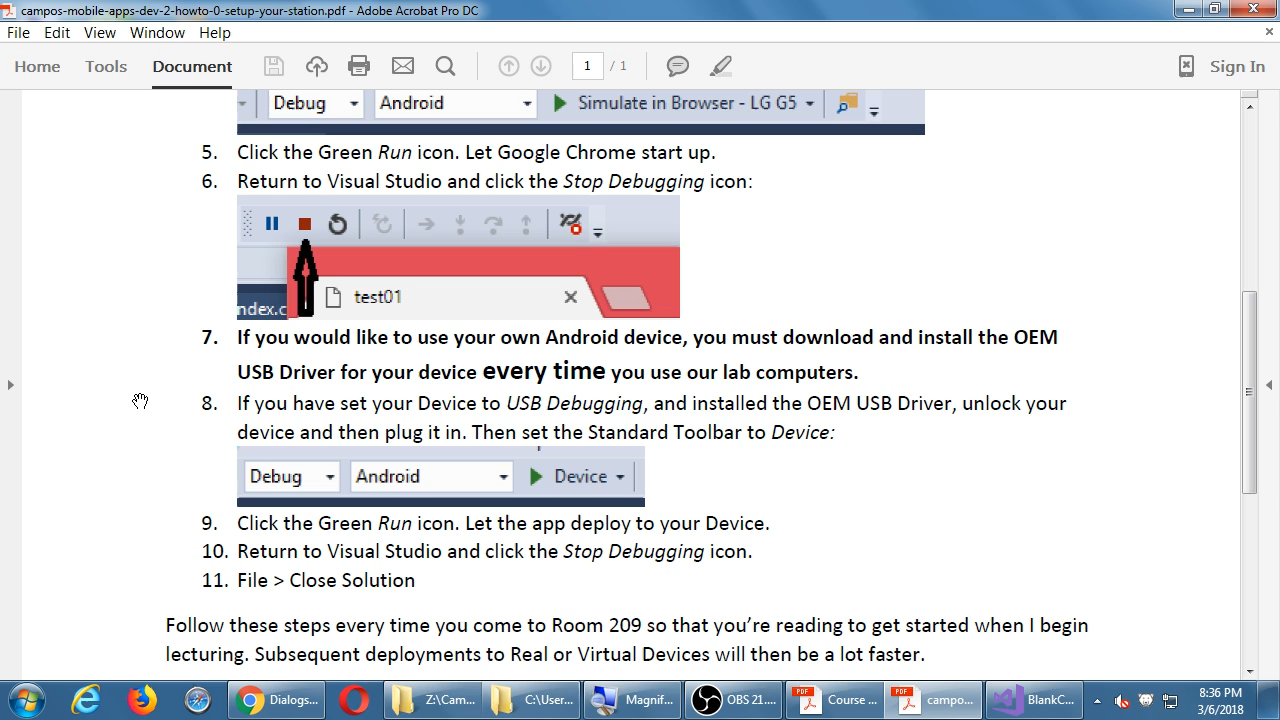 campos-mobile-apps-dev-2-howto-0-setup-your-station.pdf - Adobe Acrobat Pro DC
File Edit View Window Help
Home Tools Document 1 / 1 Sign In
Debug Android Simulate in Browser - LG G5
5. Click the Green Run icon. Let Google Chrome start up.
6. Return to Visual Studio and click the Stop Debugging icon:
test01
ndex.c
7. If you would like to use your own Android device, you must download and install the OEM
USB Driver for your device every time you use our lab computers.
8. If you have set your Device to USB Debugging, and installed the OEM USB Driver, unlock your
device and then plug it in. Then set the Standard Toolbar to Device:
Debug Android Device
9. Click the Green Run icon. Let the app deploy to your Device.
10. Return to Visual Studio and click the Stop Debugging icon.
11. File > Close Solution
Follow these steps every time you come to Room 209 so that you’re reading to get started when I begin
lecturing. Subsequent deployments to Real or Virtual Devices will then be a lot faster.
Dialogs... Z:\Cam... C:\User... Magnif... OBS 21.... Course ... campo... BlankC... 8:36 PM
3/6/2018